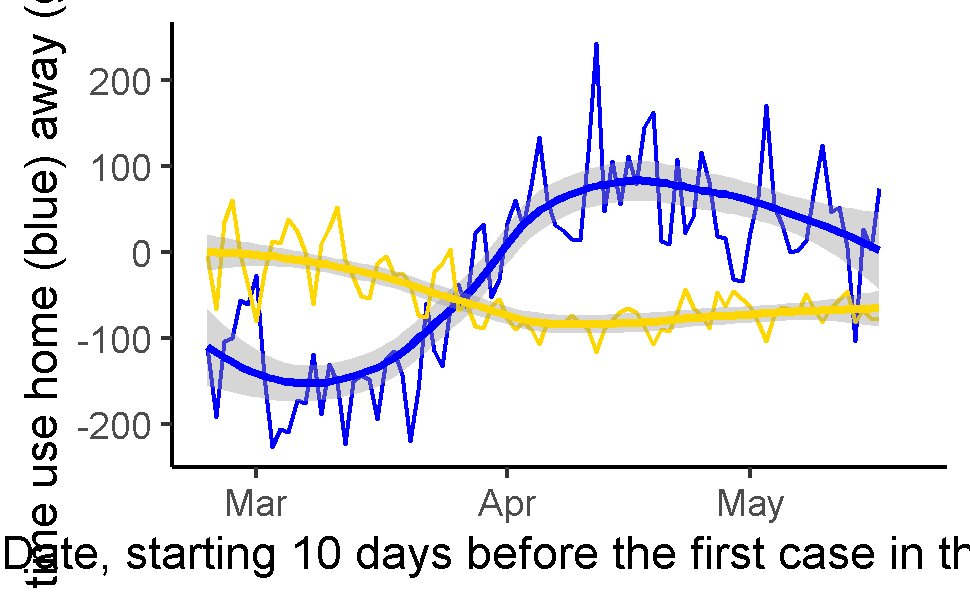 time use home (blue) away (g
200
100
0
-100
-200
Mar Apr May
Date, starting 10 days before the first case in th